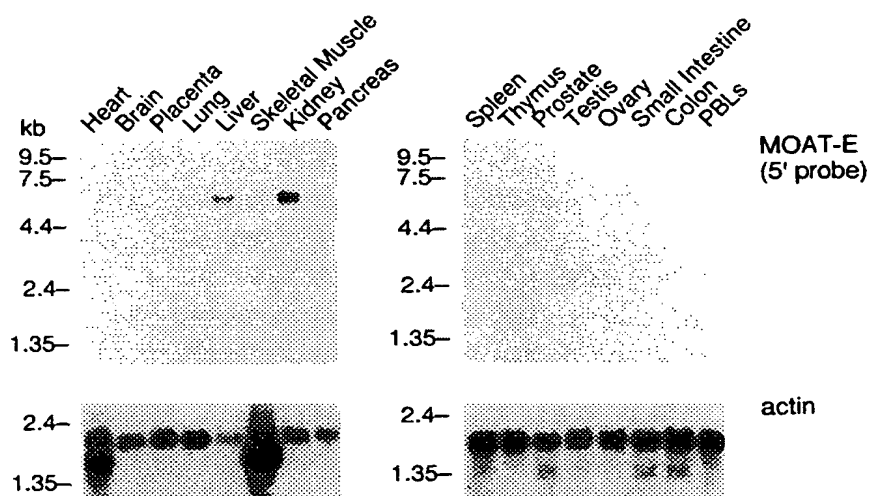 Heart
Brain
Placenta
Lung
Liver
Skeletal Muscle
Kidney
Pancreas
kb
9.5–
7.5–
4.4–
2.4–
1.35–
2.4–
1.35–
Spleen
Thymus
Prostate
Testis
Ovary
Small Intestine
Colon
PBLs
9.5–
7.5–
4.4–
2.4–
1.35–
2.4–
1.35–
MOAT-E
(5' probe)
actin